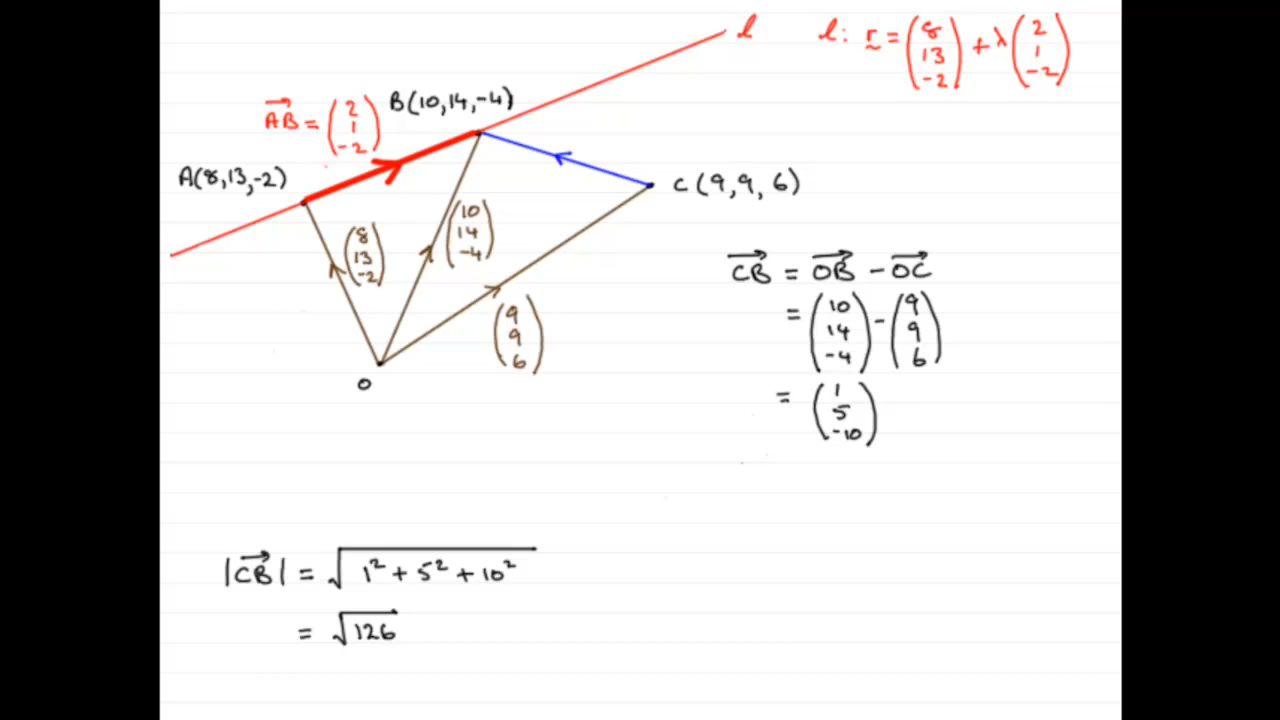 l
l: r = (8 13 -2) + λ (2 1 -2)
AB = (2 1 -2)
B(10,14,-4)
A(8,13,-2)
C(9, 9, 6)
(8 13 -2)
(10 14 -4)
(9 9 6)
O
CB = OB - OC
= (10 14 -4) - (9 9 6)
= (1 5 -10)
|CB| = √1² + 5² + 10²
= √126